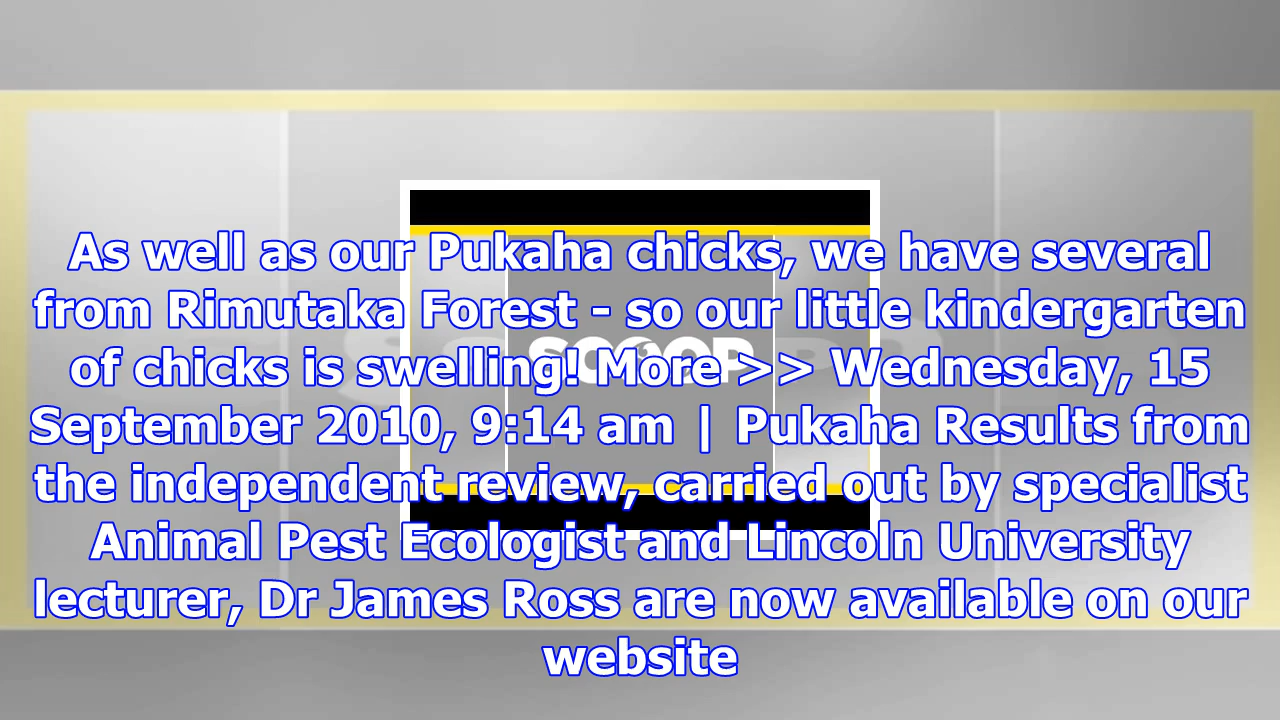 As well as our Pukaha chicks, we have several
from Rimutaka Forest - so our little kindergarten
SCOOP
of chicks is swelling! More >> Wednesday, 15
September 2010, 9:14 am | Pukaha Results from
the independent review, carried out by specialist
Animal Pest Ecologist and Lincoln University
lecturer, Dr James Ross are now available on our
website